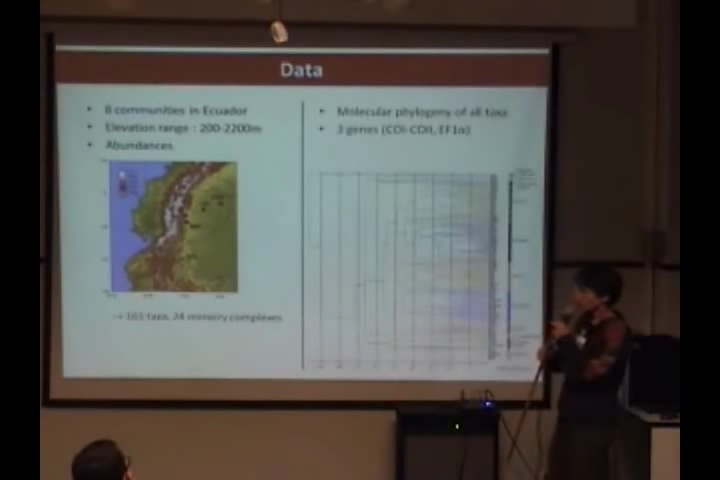 Data
• 8 communities in Ecuador
• Elevation range : 200-2200m
• Abundances
→ 161 taxa, 24 mimicry complexes
• Molecular phylogeny of all taxa
• 3 genes (COI-COII, EF1α)